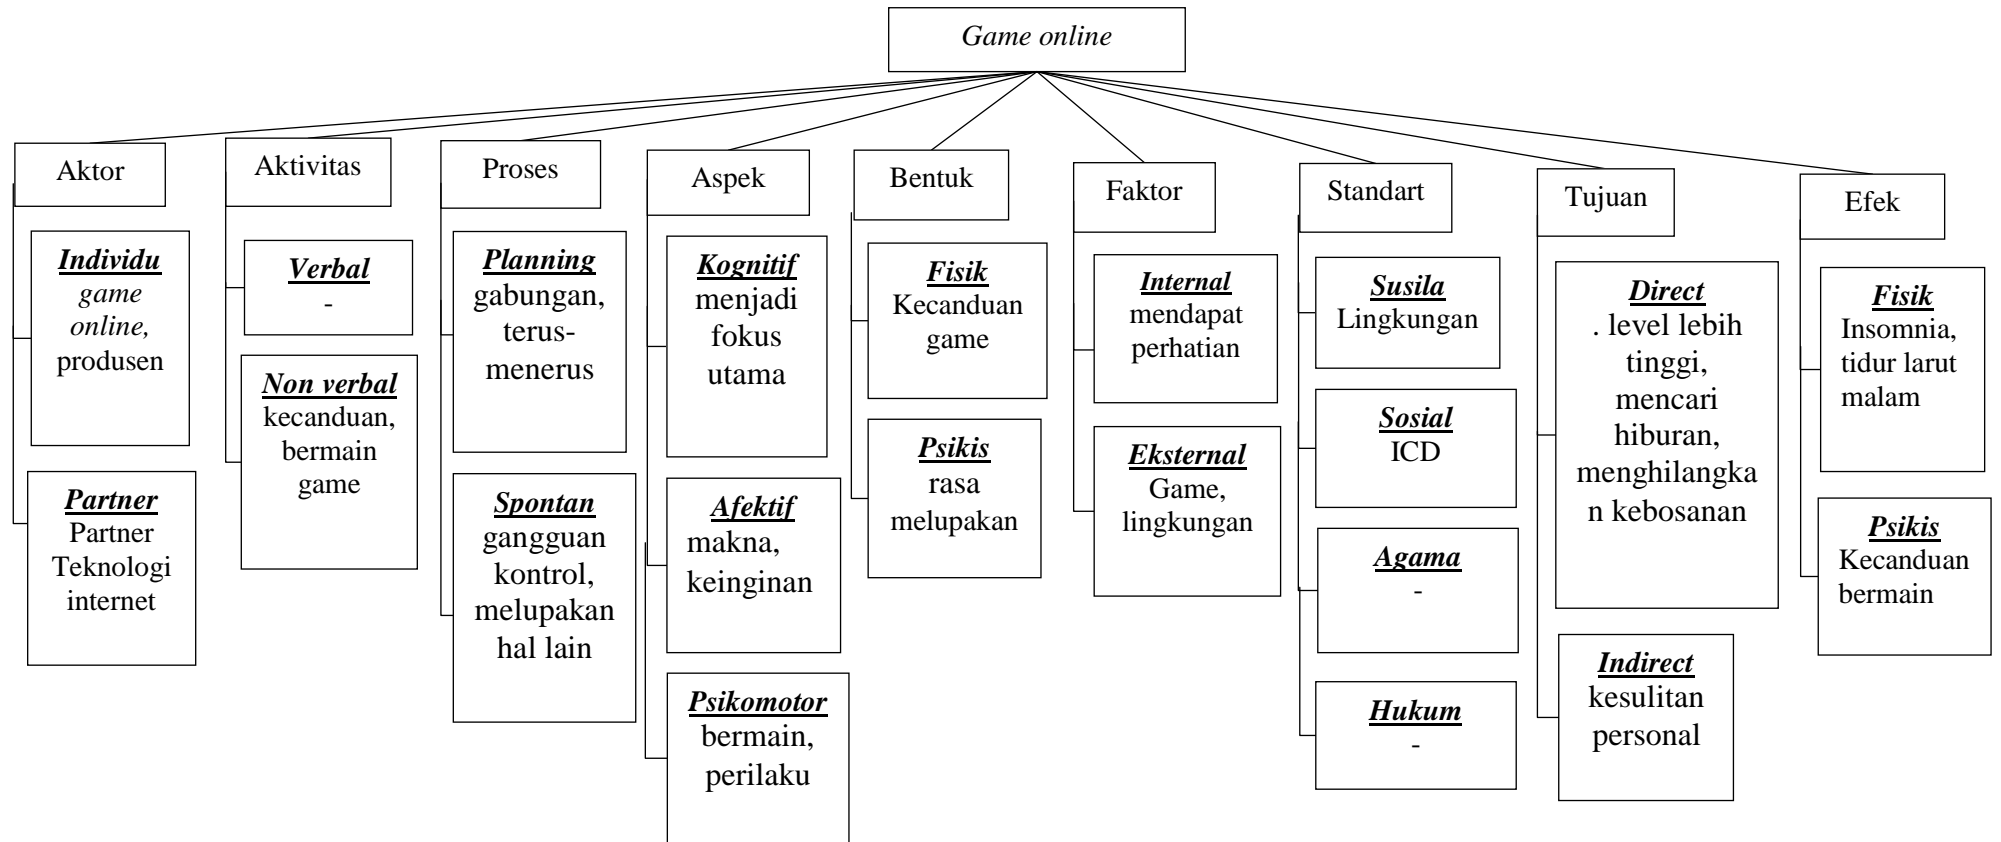 Game online
Aktor
Aktivitas
Proses
Aspek
Bentuk
Faktor
Standart
Tujuan
Efek
Individu
game
online,
produsen
Partner
Partner
Teknologi
internet
Verbal
-
Non verbal
kecanduan,
bermain
game
Planning
gabungan,
terus-
menerus
Spontan
gangguan
kontrol,
melupakan
hal lain
Kognitif
menjadi
fokus
utama
Afektif
makna,
keinginan
Psikomotor
bermain,
perilaku
Fisik
Kecanduan
game
Psikis
rasa
melupakan
Internal
mendapat
perhatian
Eksternal
Game,
lingkungan
Susila
Lingkungan
Sosial
ICD
Agama
-
Hukum
-
Direct
. level lebih
tinggi,
mencari
hiburan,
menghilangka
n kebosanan
Indirect
kesulitan
personal
Fisik
Insomnia,
tidur larut
malam
Psikis
Kecanduan
bermain